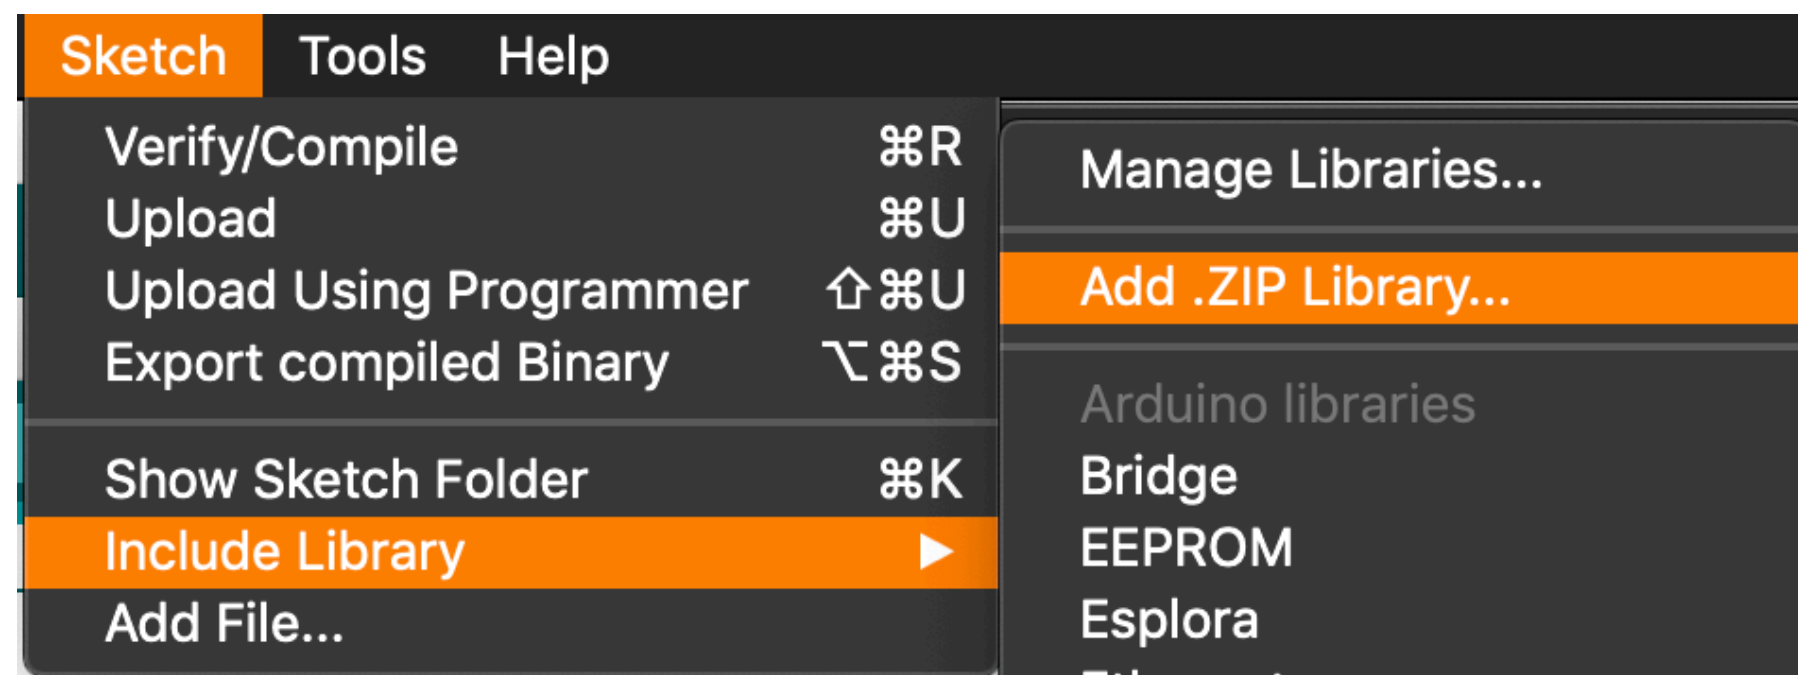 Sketch Tools Help
Verify/Compile ⌘R
Upload ⌘U
Upload Using Programmer ⇧⌘U
Export compiled Binary ⌥⌘S
Show Sketch Folder ⌘K
Include Library ▶
Add File...
Manage Libraries...
Add .ZIP Library...
Arduino libraries
Bridge
EEPROM
Esplora